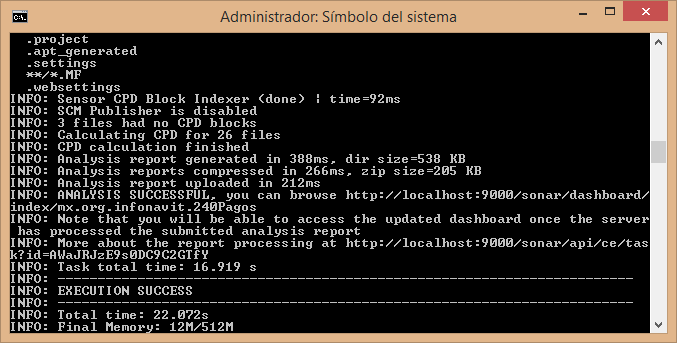 Administrador: Símbolo del sistema
.project
.apt_generated
.settings
**/*.MF
.websettings
INFO: Sensor CPD Block Indexer (done) | time=92ms
INFO: SCM Publisher is disabled
INFO: 3 files had no CPD blocks
INFO: Calculating CPD for 26 files
INFO: CPD calculation finished
INFO: Analysis report generated in 388ms, dir size=538 KB
INFO: Analysis reports compressed in 266ms, zip size=205 KB
INFO: Analysis report uploaded in 212ms
INFO: ANALYSIS SUCCESSFUL, you can browse http://localhost:9000/sonar/dashboard/
index/mx.org.infonavit.240Pagos
INFO: Note that you will be able to access the updated dashboard once the server
has processed the submitted analysis report
INFO: More about the report processing at http://localhost:9000/sonar/api/ce/tas
k?id=AWaJRJzE9s0DC9C2GTfY
INFO: Task total time: 16.919 s
INFO: ------------------------------------------------------------------------
INFO: EXECUTION SUCCESS
INFO: ------------------------------------------------------------------------
INFO: Total time: 22.072s
INFO: Final Memory: 12M/512M